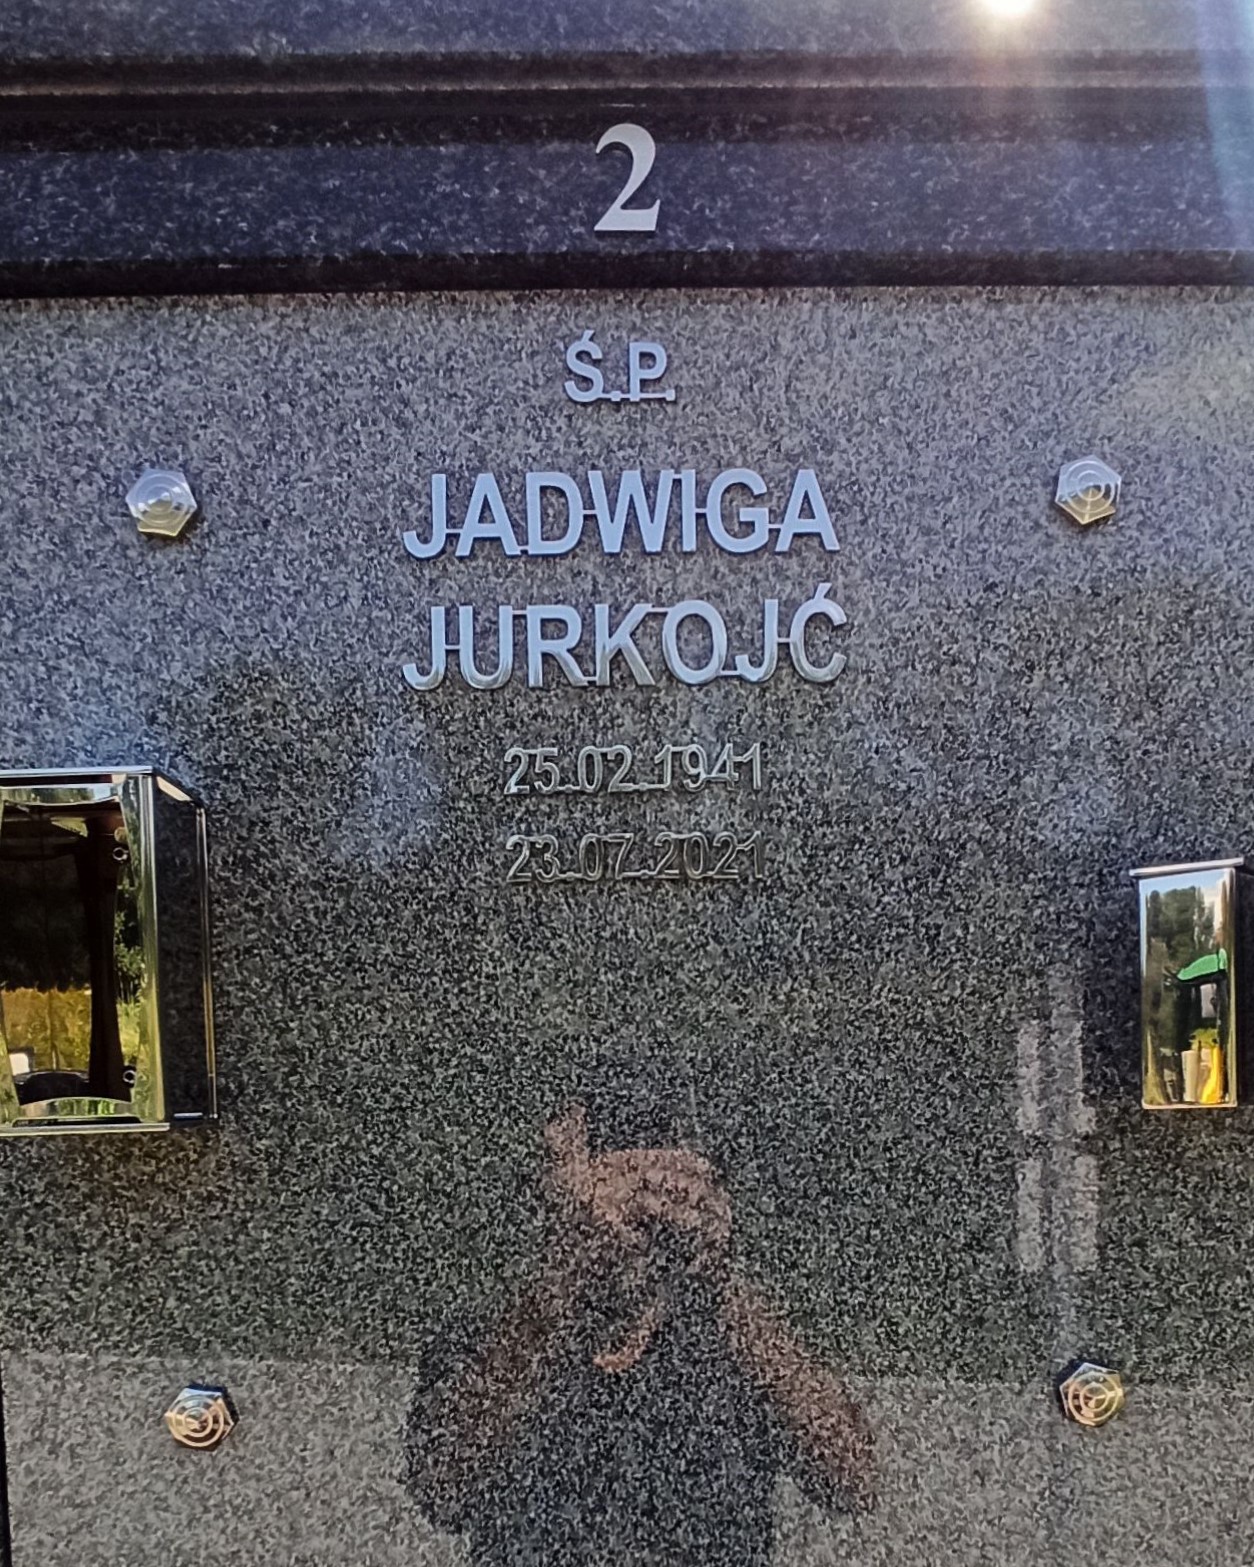 2
Ś.P.
JADWIGA
JURKOJĆ
25.02.1941
23.07.2021